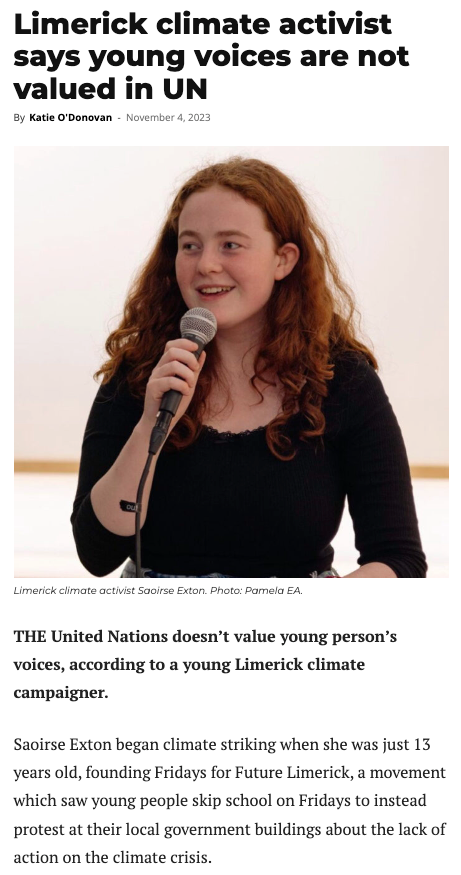 Limerick climate activist
says young voices are not
valued in UN
By Katie O'Donovan - November 4, 2023
Limerick climate activist Saoirse Exton. Photo: Pamela EA.
THE United Nations doesn’t value young person’s
voices, according to a young Limerick climate
campaigner.
Saoirse Exton began climate striking when she was just 13
years old, founding Fridays for Future Limerick, a movement
which saw young people skip school on Fridays to instead
protest at their local government buildings about the lack of
action on the climate crisis.